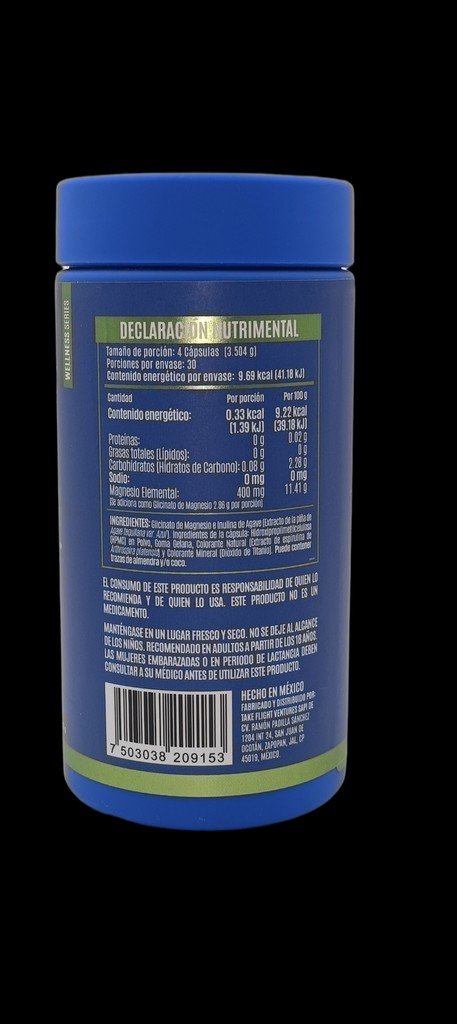 WELLNESS SERIES
DECLARACIÓN NUTRIMENTAL
Tamaño de porción: 4 Cápsulas (3.504 g)
Porciones por envase: 30
Contenido energético por envase: 9.69 kcal (41.18 kJ)
Cantidad Por porción Por 100 g
Contenido energético: 0.33 kcal 9.22 kcal
(1.39 kJ) (39.18 kJ)
Proteínas: 0 g 0.02 g
Grasas totales (Lípidos): 0 g 0 g
Carbohidratos (Hidratos de Carbono): 0.08 g 2.28 g
Sodio: 0 mg 0 mg
Magnesio Elemental: 400 mg 11.41 g
(Se adiciona como Glicinato de Magnesio 2.86 g por porción)
INGREDIENTES: Glicinato de Magnesio e Inulina de Agave (Extracto de la piña de
Agave tequilana var. Azul). Ingredientes de la cápsula: Hidroxipropilmetilcelulosa
(HPMC) en Polvo, Goma Gelana, Colorante Natural (Extracto de espirulina de
Arthrospira platensis) y Colorante Mineral (Dióxido de Titanio). Puede contener
trazas de almendra y/o coco.
EL CONSUMO DE ESTE PRODUCTO ES RESPONSABILIDAD DE QUIEN LO
RECOMIENDA Y DE QUIEN LO USA. ESTE PRODUCTO NO ES UN
MEDICAMENTO.
MANTÉNGASE EN UN LUGAR FRESCO Y SECO. NO SE DEJE AL ALCANCE
DE LOS NIÑOS. RECOMENDADO EN ADULTOS A PARTIR DE LOS 18 AÑOS.
LAS MUJERES EMBARAZADAS O EN PERIODO DE LACTANCIA DEBEN
CONSULTAR A SU MÉDICO ANTES DE UTILIZAR ESTE PRODUCTO.
HECHO EN MÉXICO
FABRICADO Y DISTRIBUIDO POR:
TAKE FLIGHT VENTURES SAPI DE
CV. RAMÓN PADILLA SÁNCHEZ
1204 INT 24, SAN JUAN DE
OCOTÁN, ZAPOPAN, JAL, CP
45019, MÉXICO.
7 503038 209153